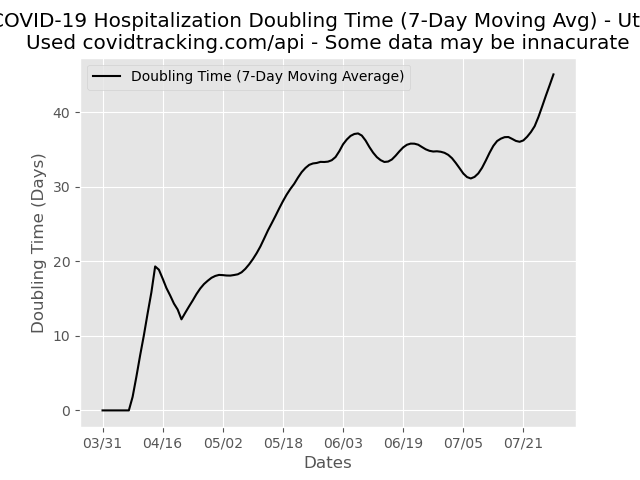 OVID-19 Hospitalization Doubling Time (7-Day Moving Avg) - Ut
Used covidtracking.com/api - Some data may be innacurate
Doubling Time (7-Day Moving Average)
Doubling Time (Days)
40
30
20
10
0
03/31 04/16 05/02 05/18 06/03 06/19 07/05 07/21
Dates